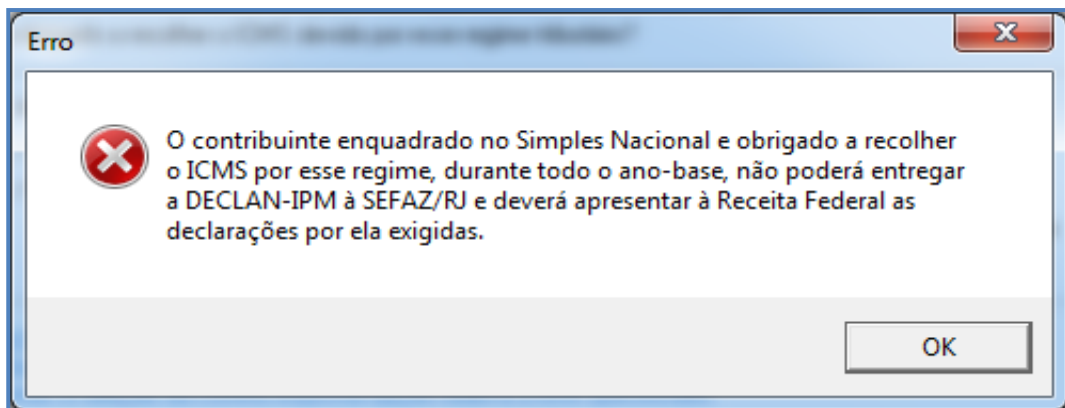 Erro
O contribuinte enquadrado no Simples Nacional e obrigado a recolher
o ICMS por esse regime, durante todo o ano-base, não poderá entregar
a DECLAN-IPM à SEFAZ/RJ e deverá apresentar à Receita Federal as
declarações por ela exigidas.
OK